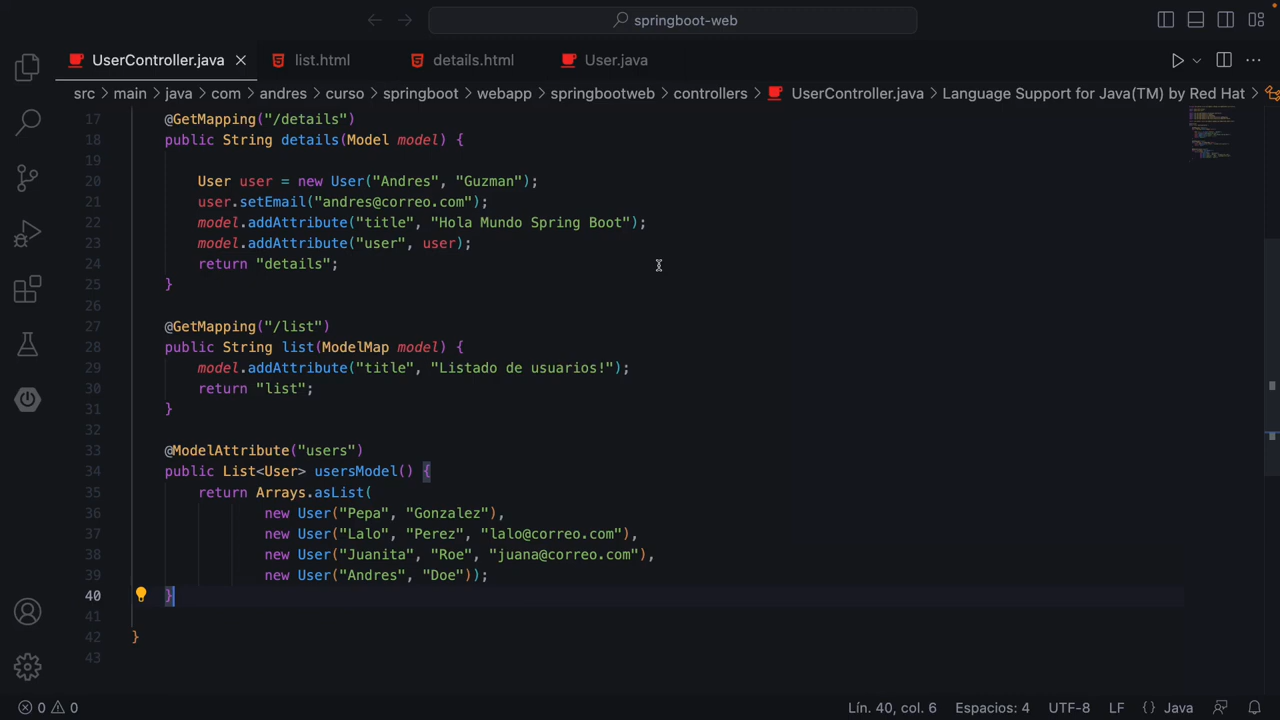 springboot-web
UserController.java
list.html
details.html
User.java
src > main > java > com > andres > curso > springboot > webapp > springbootweb > controllers > UserController.java > Language Support for Java(TM) by Red Hat >
17 @GetMapping("/details")
18 public String details(Model model) {
19
20 User user = new User("Andres", "Guzman");
21 user.setEmail("andres@correo.com");
22 model.addAttribute("title", "Hola Mundo Spring Boot");
23 model.addAttribute("user", user);
24 return "details";
25 }
26
27 @GetMapping("/list")
28 public String list(ModelMap model) {
29 model.addAttribute("title", "Listado de usuarios!");
30 return "list";
31 }
32
33 @ModelAttribute("users")
34 public List<User> usersModel() {
35 return Arrays.asList(
36 new User("Pepa", "Gonzalez"),
37 new User("Lalo", "Perez", "lalo@correo.com"),
38 new User("Juanita", "Roe", "juana@correo.com"),
39 new User("Andres", "Doe"));
40 }
41
42 }
43
0 0 Lín. 40, col. 6 Espacios: 4 UTF-8 LF {} Java